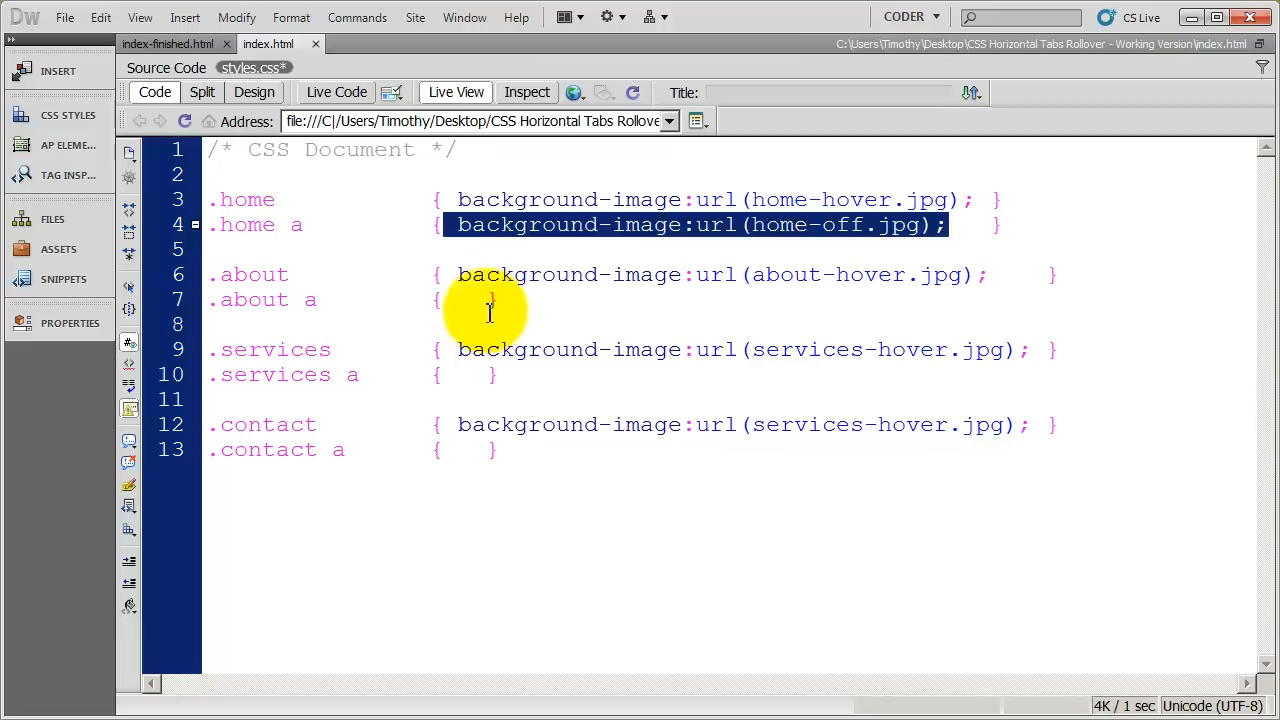 Dw File Edit View Insert Modify Format Commands Site Window Help CODER CS Live
index-finished.html index.html C:\Users\Timothy\Desktop\CSS Horizontal Tabs Rollover - Working Version\index.html
Source Code styles.css*
Code Split Design Live Code Live View Inspect Title:
Address: file:///C|/Users/Timothy/Desktop/CSS Horizontal Tabs Rollove
INSERT
CSS STYLES
AP ELEME...
TAG INSP...
FILES
ASSETS
SNIPPETS
PROPERTIES
1 /* CSS Document */
2
3 .home { background-image:url(home-hover.jpg); }
4 .home a { background-image:url(home-off.jpg); }
5
6 .about { background-image:url(about-hover.jpg); }
7 .about a { }
8
9 .services { background-image:url(services-hover.jpg); }
10 .services a { }
11
12 .contact { background-image:url(services-hover.jpg); }
13 .contact a { }
4K / 1 sec Unicode (UTF-8)